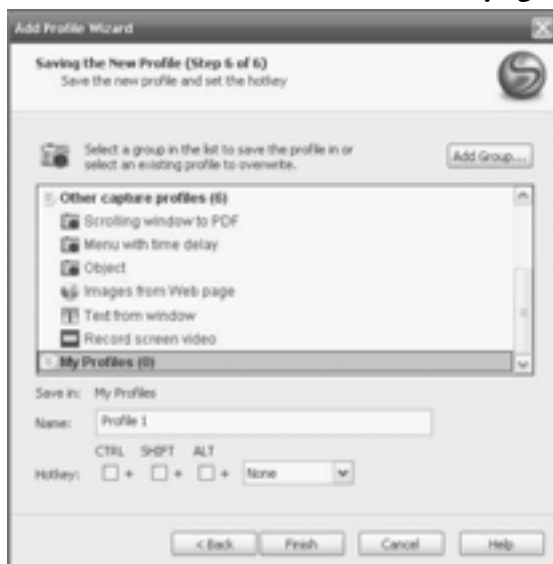 Add Profile Wizard
Saving the New Profile (Step 6 of 6)
Save the new profile and set the hotkey
Select a group in the list to save the profile in or
select an existing profile to overwrite.
Add Group...
Other capture profiles (6)
Scrolling window to PDF
Menu with time delay
Object
Images from Web page
Text from window
Record screen video
My Profiles (0)
Save in: My Profiles
Name: Profile 1
CTRL SHIFT ALT
Hotkey: + + + None
< Back Finish Cancel Help